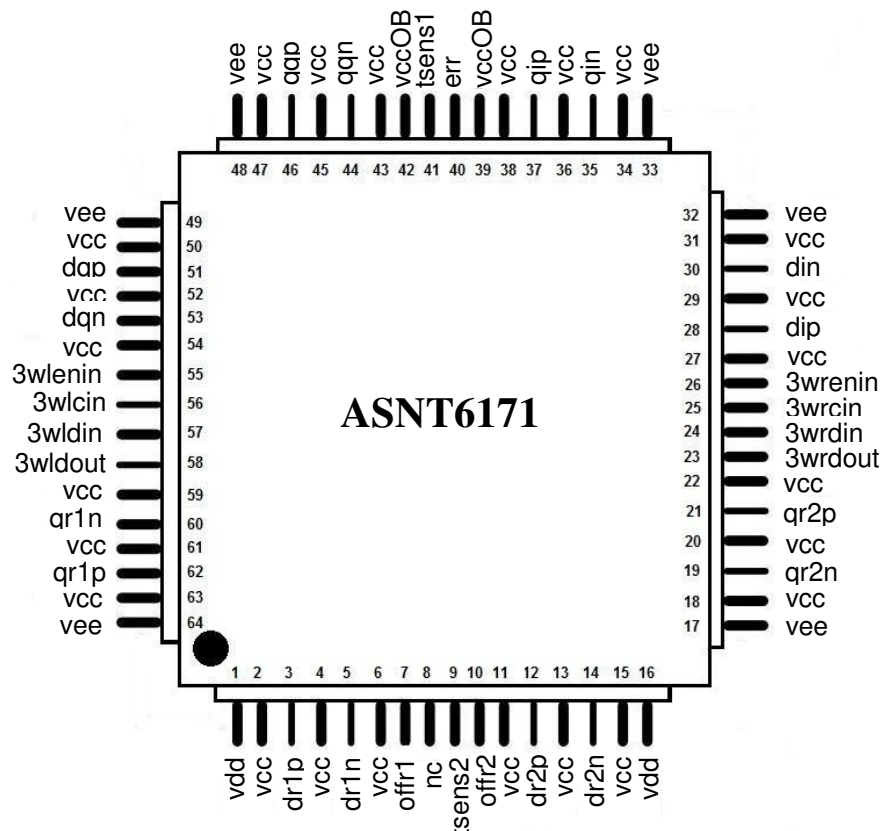 vee vcc qqp vcc qqn vcc vccOB tsens1 err vccOB vcc qip vcc qin vcc vee
48 47 46 45 44 43 42 41 40 39 38 37 36 35 34 33
vee 49 32 vee
vcc 50 31 vcc
dqp 51 30 din
vcc 52 29 vcc
dqn 53 28 dip
vcc 54 27 vcc
3wlenin 55 26 3wrenin
3wlcin 56 25 3wrcin
ASNT6171
3wldin 57 24 3wrdin
3wldout 58 23 3wrdout
vcc 59 22 vcc
qr1n 60 21 qr2p
vcc 61 20 vcc
qr1p 62 19 qr2n
vcc 63 18 vcc
vee 64 17 vee
1 2 3 4 5 6 7 8 9 10 11 12 13 14 15 16
vdd vcc dr1p vcc dr1n vcc offr1 nc tsens2 offr2 vcc dr2p vcc dr2n vcc vdd